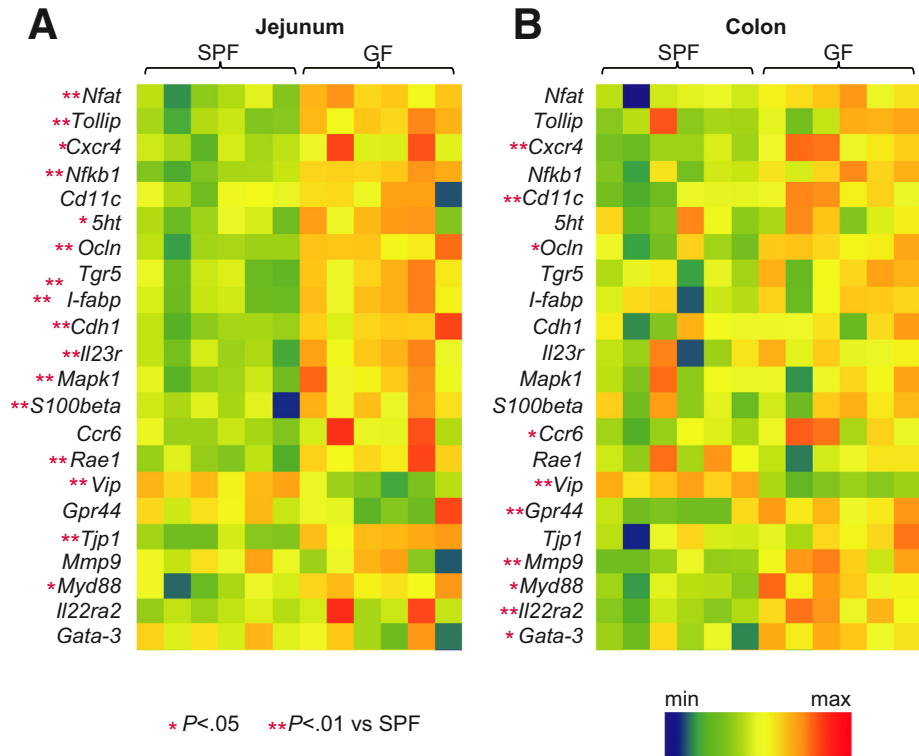 A
Jejunum
SPF
GF
**Nfat
**Tollip
*Cxcr4
**Nfkb1
Cd11c
* 5ht
** Ocln
** Tgr5
** I-fabp
**Cdh1
**Il23r
** Mapk1
**S100beta
Ccr6
** Rae1
** Vip
Gpr44
**Tjp1
Mmp9
*Myd88
Il22ra2
Gata-3
B
Colon
SPF
GF
Nfat
Tollip
**Cxcr4
Nfkb1
**Cd11c
5ht
*Ocln
Tgr5
I-fabp
Cdh1
Il23r
Mapk1
S100beta
* Ccr6
Rae1
**Vip
**Gpr44
Tjp1
**Mmp9
*Myd88
**Il22ra2
* Gata-3
* P<.05 **P<.01 vs SPF
min max